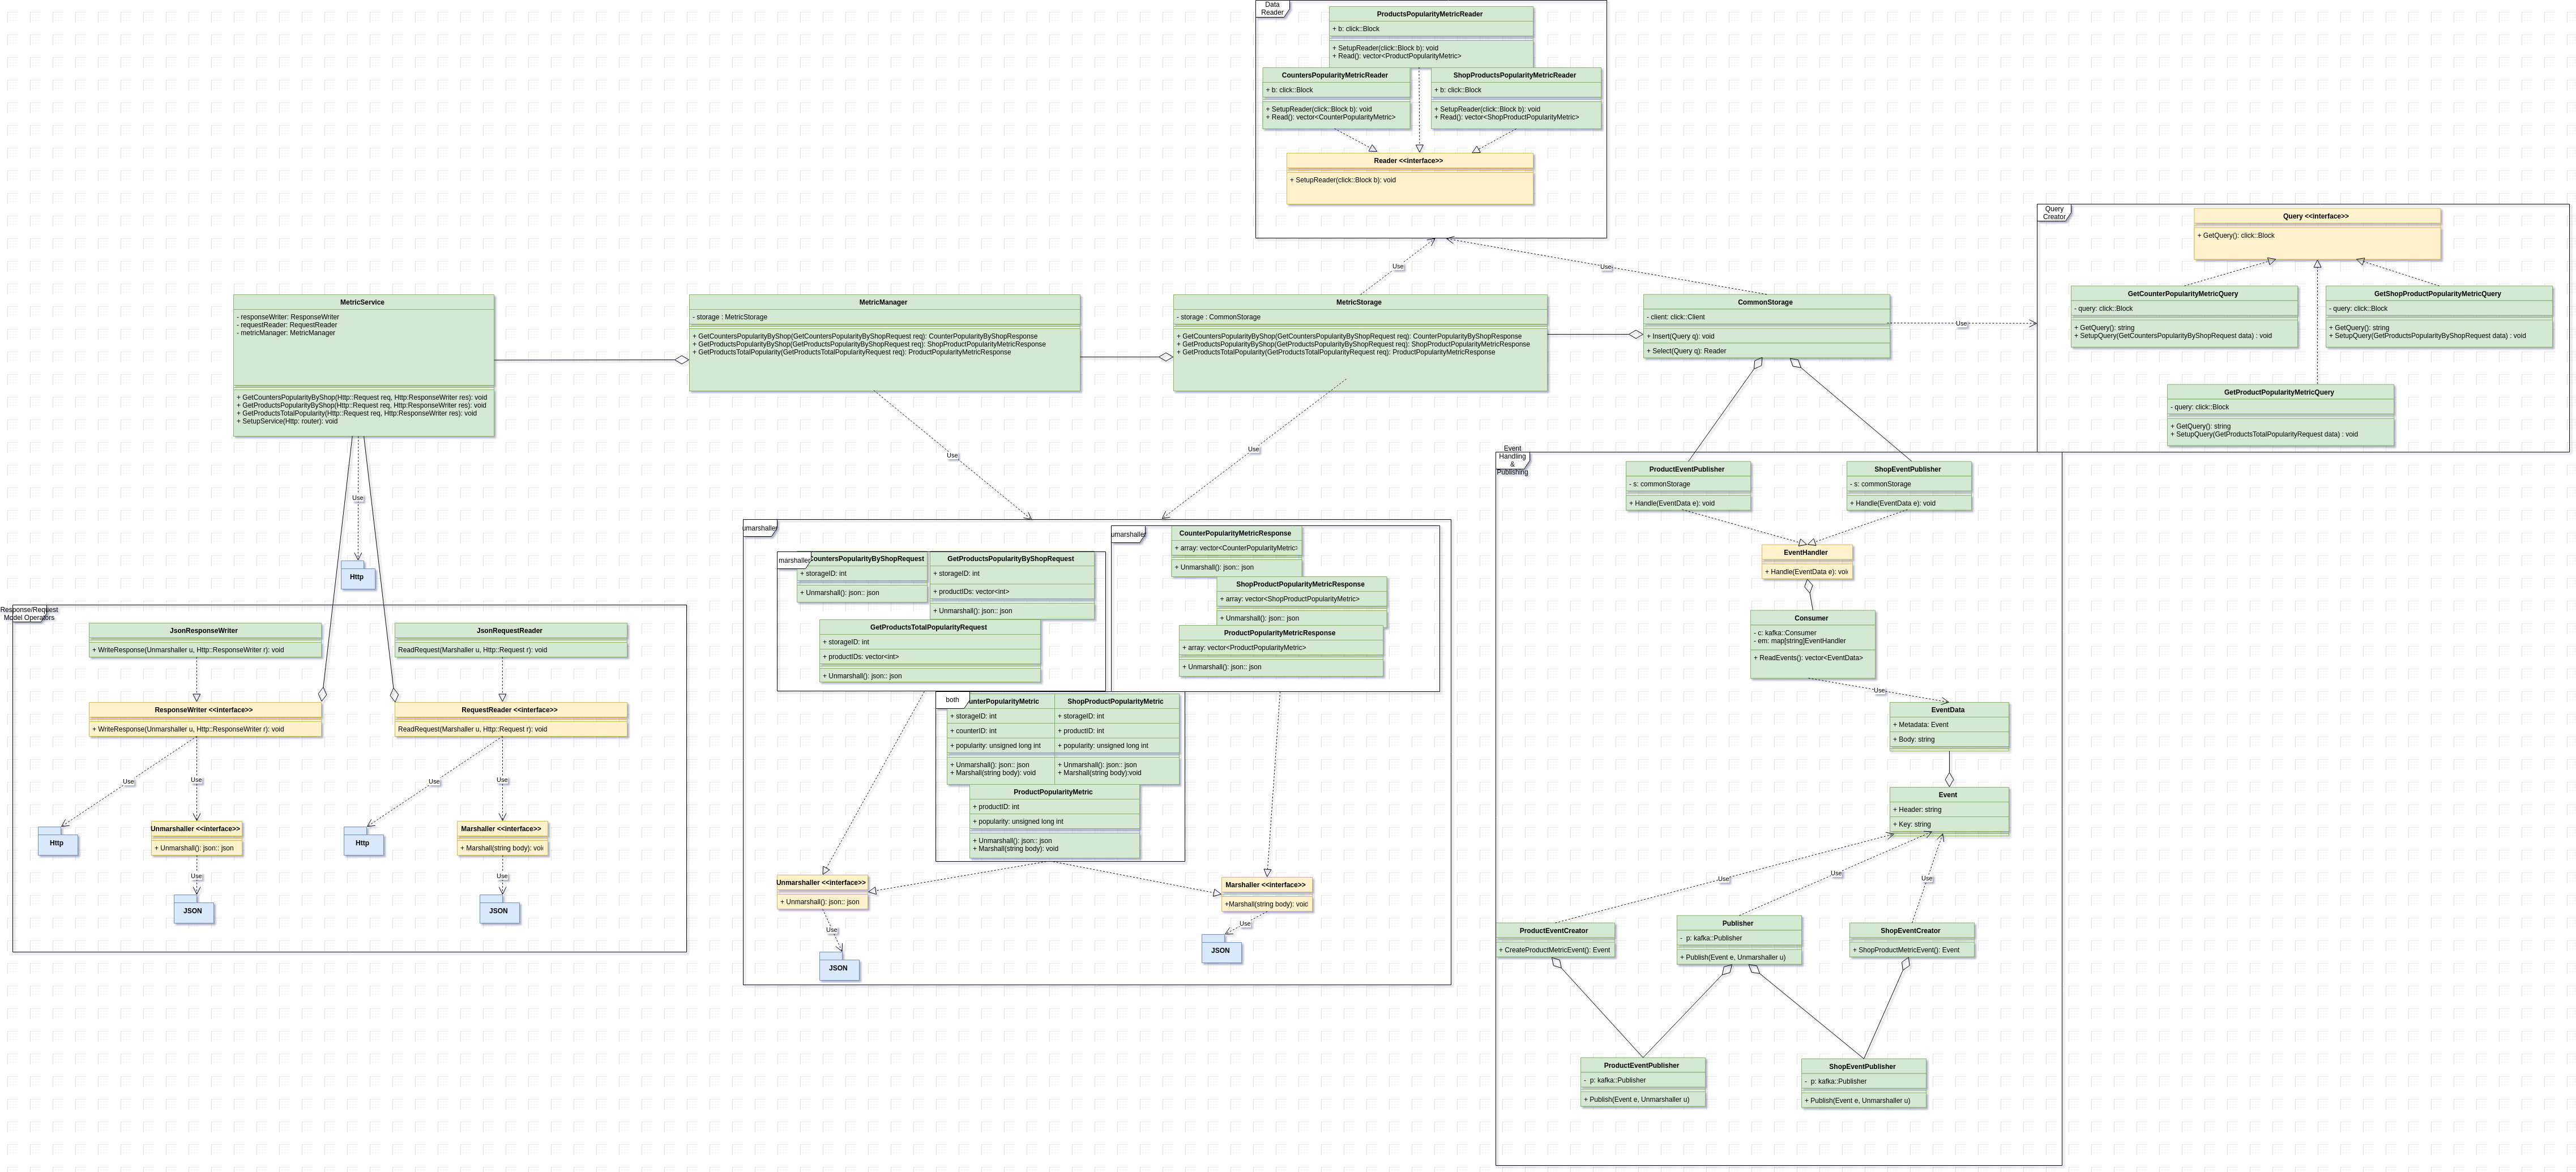 Data
Reader
ProductsPopularityMetricReader
+ b: click::Block
+ SetupReader(click::Block b): void
+ Read(): vector<ProductPopularityMetric>
CountersPopularityMetricReader
+ b: click::Block
+ SetupReader(click::Block b): void
+ Read(): vector<CounterPopularityMetric>
ShopProductsPopularityMetricReader
+ b: click::Block
+ SetupReader(click::Block b): void
+ Read(): vector<ShopProductPopularityMetric>
Reader <<interface>>
+ SetupReader(click::Block b): void
Use
Use
Query
Creator
Query <<interface>>
+ GetQuery(): click::Block
GetCounterPopularityMetricQuery
- query: click::Block
+ GetQuery(): string
+ SetupQuery(GetCountersPopularityByShopRequest data) : void
GetShopProductPopularityMetricQuery
- query: click::Block
+ GetQuery(): string
+ SetupQuery(GetProductsPopularityByShopRequest data) : void
GetProductPopularityMetricQuery
- query: click::Block
+ GetQuery(): string
+ SetupQuery(GetProductsTotalPopularityRequest data) : void
MetricService
- responseWriter: ResponseWriter
- requestReader: RequestReader
- metricManager: MetricManager
+ GetCountersPopularityByShop(Http::Request req, Http:ResponseWriter res): void
+ GetProductsPopularityByShop(Http::Request req, Http:ResponseWriter res): void
+ GetProductsTotalPopularity(Http::Request req, Http:ResponseWriter res): void
+ SetupService(Http: router): void
MetricManager
- storage : MetricStorage
+ GetCountersPopularityByShop(GetCountersPopularityByShopRequest req): CounterPopularityByShopResponse
+ GetProductsPopularityByShop(GetProductsPopularityByShopRequest req): ShopProductPopularityMetricResponse
+ GetProductsTotalPopularity(GetProductsTotalPopularityRequest req): ProductPopularityMetricResponse
MetricStorage
- storage : CommonStorage
+ GetCountersPopularityByShop(GetCountersPopularityByShopRequest req): CounterPopularityByShopResponse
+ GetProductsPopularityByShop(GetProductsPopularityByShopRequest req): ShopProductPopularityMetricResponse
+ GetProductsTotalPopularity(GetProductsTotalPopularityRequest req): ProductPopularityMetricResponse
CommonStorage
- client: click::Client
+ Insert(Query q): void
+ Select(Query q): Reader
Use
Use
Use
Use
Http
Response/Request
Model Operators
JsonResponseWriter
+ WriteResponse(Unmarshaller u, Http::ResponseWriter r): void
JsonRequestReader
ReadRequest(Marshaller u, Http::Request r): void
ResponseWriter <<interface>>
+ WriteResponse(Unmarshaller u, Http::ResponseWriter r): void
RequestReader <<interface>>
ReadRequest(Marshaller u, Http::Request r): void
Use
Use
Use
Use
Http
Unmarshaller <<interface>>
+ Unmarshall(): json:: json
Http
Marshaller <<interface>>
+ Marshall(string body): voi
Use
Use
JSON
JSON
umarshaller
marshaller
CountersPopularityByShopRequest
+ storageID: int
+ Unmarshall(): json:: json
GetProductsPopularityByShopRequest
+ storageID: int
+ productIDs: vector<int>
+ Unmarshall(): json:: json
GetProductsTotalPopularityRequest
+ storageID: int
+ productIDs: vector<int>
+ Unmarshall(): json:: json
umarshaller
CounterPopularityMetricResponse
+ array: vector<CounterPopularityMetric>
+ Unmarshall(): json:: json
ShopProductPopularityMetricResponse
+ array: vector<ShopProductPopularityMetric>
+ Unmarshall(): json:: json
ProductPopularityMetricResponse
+ array: vector<ProductPopularityMetric>
+ Unmarshall(): json:: json
both
unterPopularityMetric
+ storageID: int
+ counterID: int
+ popularity: unsigned long int
+ Unmarshall(): json:: json
+ Marshall(string body): void
ShopProductPopularityMetric
+ storageID: int
+ productID: int
+ popularity: unsigned long int
+ Unmarshall(): json:: json
+ Marshall(string body):void
ProductPopularityMetric
+ productID: int
+ popularity: unsigned long int
+ Unmarshall(): json:: json
+ Marshall(string body): void
Unmarshaller <<interface>>
+ Unmarshall(): json:: json
Marshaller <<interface>>
+Marshall(string body): void
Use
Use
JSON
JSON
Event
Handling
&
Publishing
ProductEventPublisher
- s: commonStorage
+ Handle(EventData e): void
ShopEventPublisher
- s: commonStorage
+ Handle(EventData e): void
EventHandler
+ Handle(EventData e): voi
Consumer
- c: kafka::Consumer
- em: map[string]EventHandler
+ ReadEvents(): vector<EventData>
Use
EventData
+ Metadata: Event
+ Body: string
Event
+ Header: string
+ Key: string
Use
Use
Use
ProductEventCreator
+ CreateProductMetricEvent(): Event
Publisher
- p: kafka::Publisher
+ Publish(Event e, Unmarshaller u)
ShopEventCreator
+ ShopProductMetricEvent(): Event
ProductEventPublisher
- p: kafka::Publisher
+ Publish(Event e, Unmarshaller u)
ShopEventPublisher
- p: kafka::Publisher
+ Publish(Event e, Unmarshaller u)